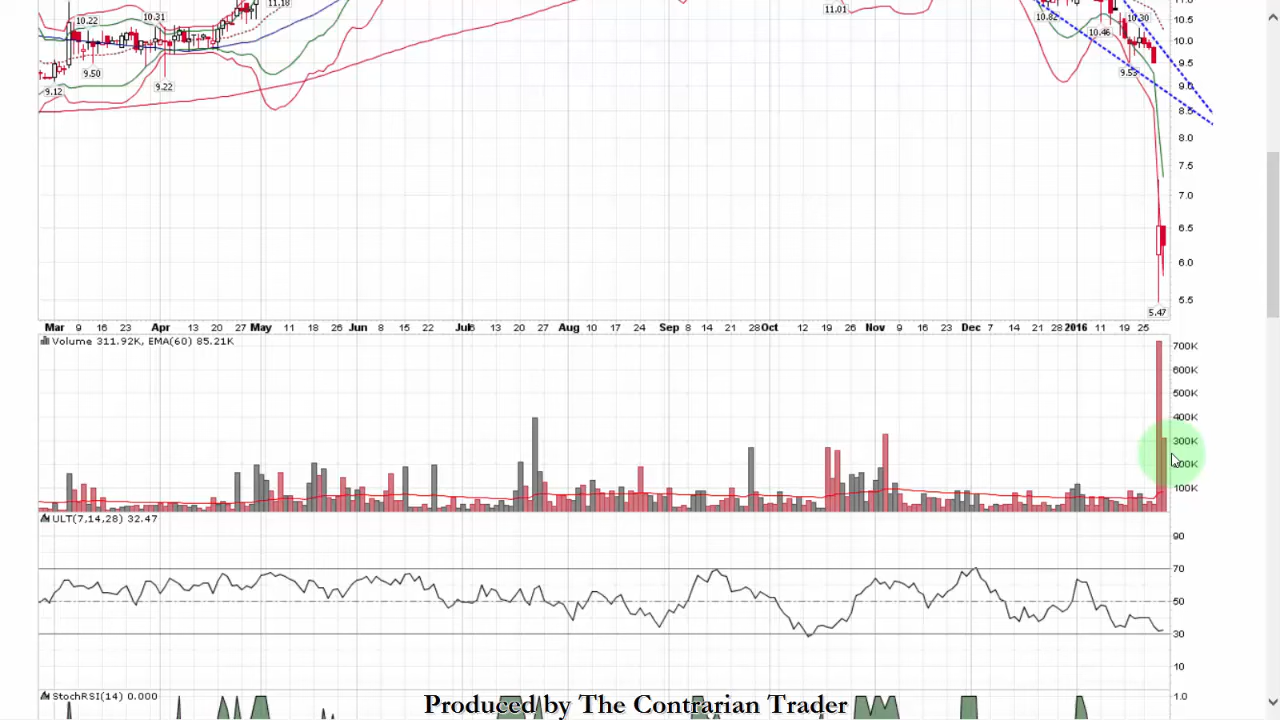 11.0
10.5
10.0
9.5
9.0
8.5
8.0
7.5
7.0
6.5
6.0
5.5
10.22
10.31
11.18
9.50
9.12
9.22
11.01
10.82
10.46
10.30
9.53
5.47
Mar 9 16 23 Apr 13 20 27 May 11 18 26 Jun 8 15 22 Jul 6 13 20 27 Aug 10 17 24 Sep 8 14 21 28 Oct 12 19 26 Nov 9 16 23 Dec 7 14 21 28 2016 11 19 25
Volume 311.92K, EMA(60) 85.21K
700K
600K
500K
400K
300K
200K
100K
ULT(7,14,28) 32.47
90
70
50
30
10
StochRSI(14) 0.000
1.0
Produced by The Contrarian Trader